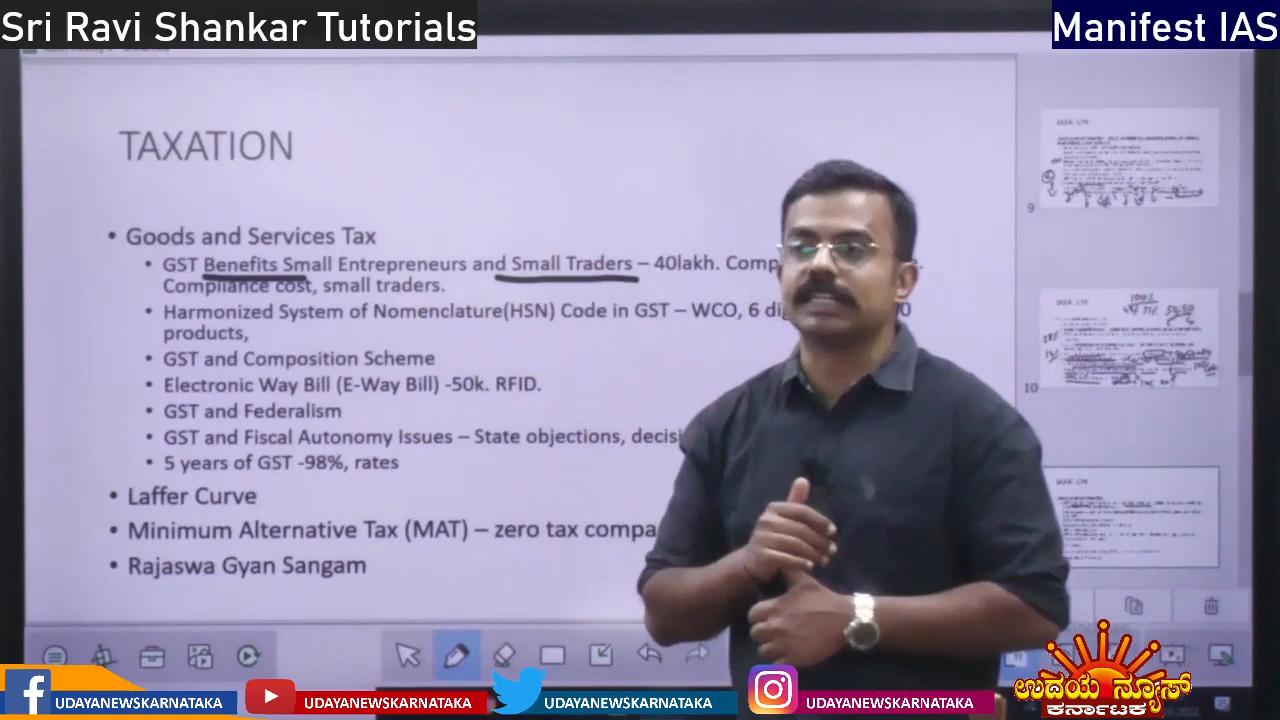 Sri Ravi Shankar Tutorials
Manifest IAS
TAXATION
• Goods and Services Tax
• GST Benefits Small Entrepreneurs and Small Traders – 40lakh.
Compliance cost, small traders.
• Harmonized System of Nomenclature(HSN) Code in GST – WCO, 6
products,
• GST and Composition Scheme
• Electronic Way Bill (E-Way Bill) -50k. RFID.
• GST and Federalism
• GST and Fiscal Autonomy Issues – State objections,
• 5 years of GST -98%, rates
• Laffer Curve
• Minimum Alternative Tax (MAT) – zero tax
• Rajaswa Gyan Sangam
9
10
UDAYANEWSKARNATAKA
UDAYANEWSKARNATAKA
UDAYANEWSKARNATAKA
UDAYANEWSKARNATAKA
ಉದಯ ನ್ಯೂಸ್
ಕರ್ನಾಟಕ